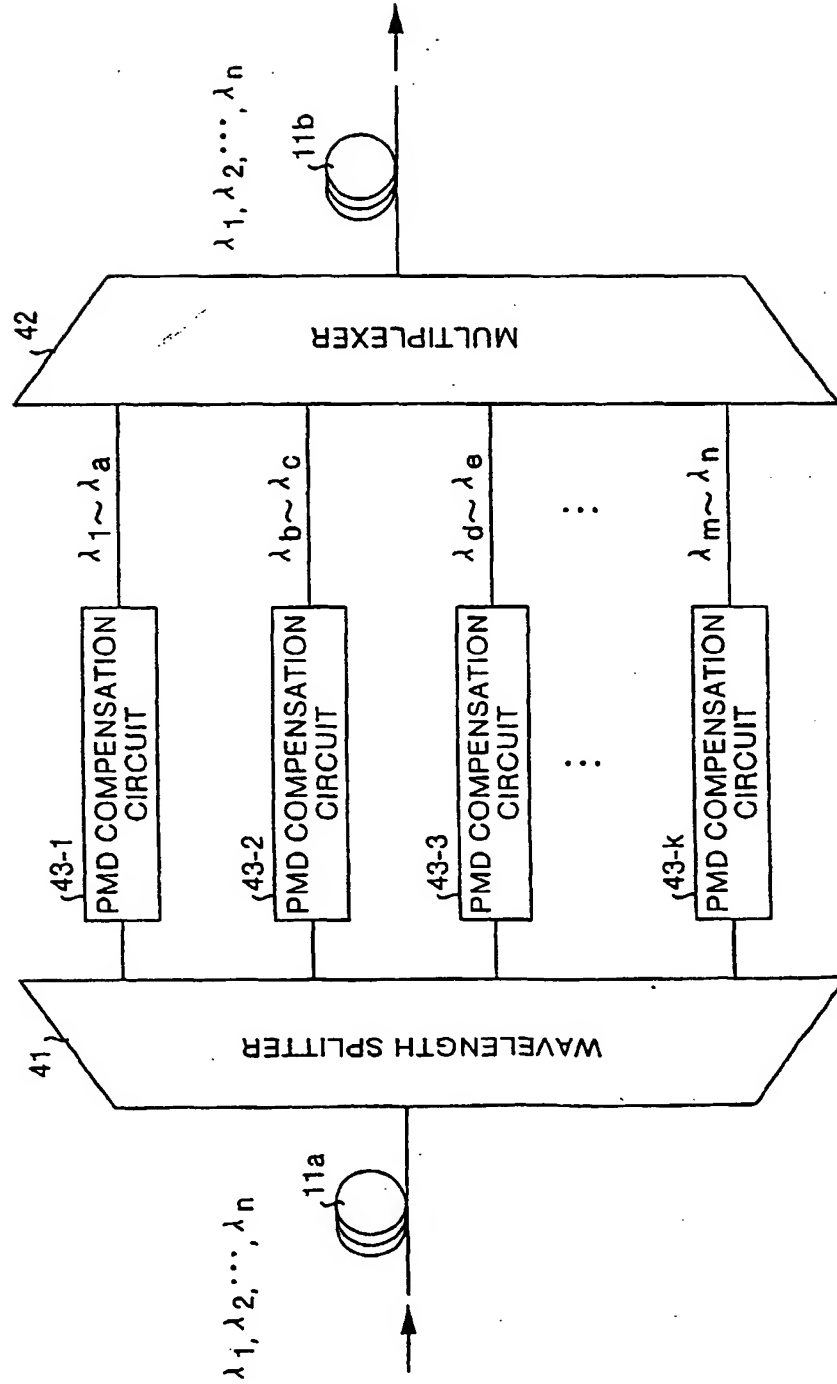 λ1, λ2, ···, λn
11a
41
WAVELENGTH SPLITTER
43-1
PMD COMPENSATION
CIRCUIT
λ1~λa
43-2
PMD COMPENSATION
CIRCUIT
λb~λc
43-3
PMD COMPENSATION
CIRCUIT
λd~λe
···
···
43-k
PMD COMPENSATION
CIRCUIT
λm~λn
42
MULTIPLEXER
λ1, λ2, ···, λn
11b